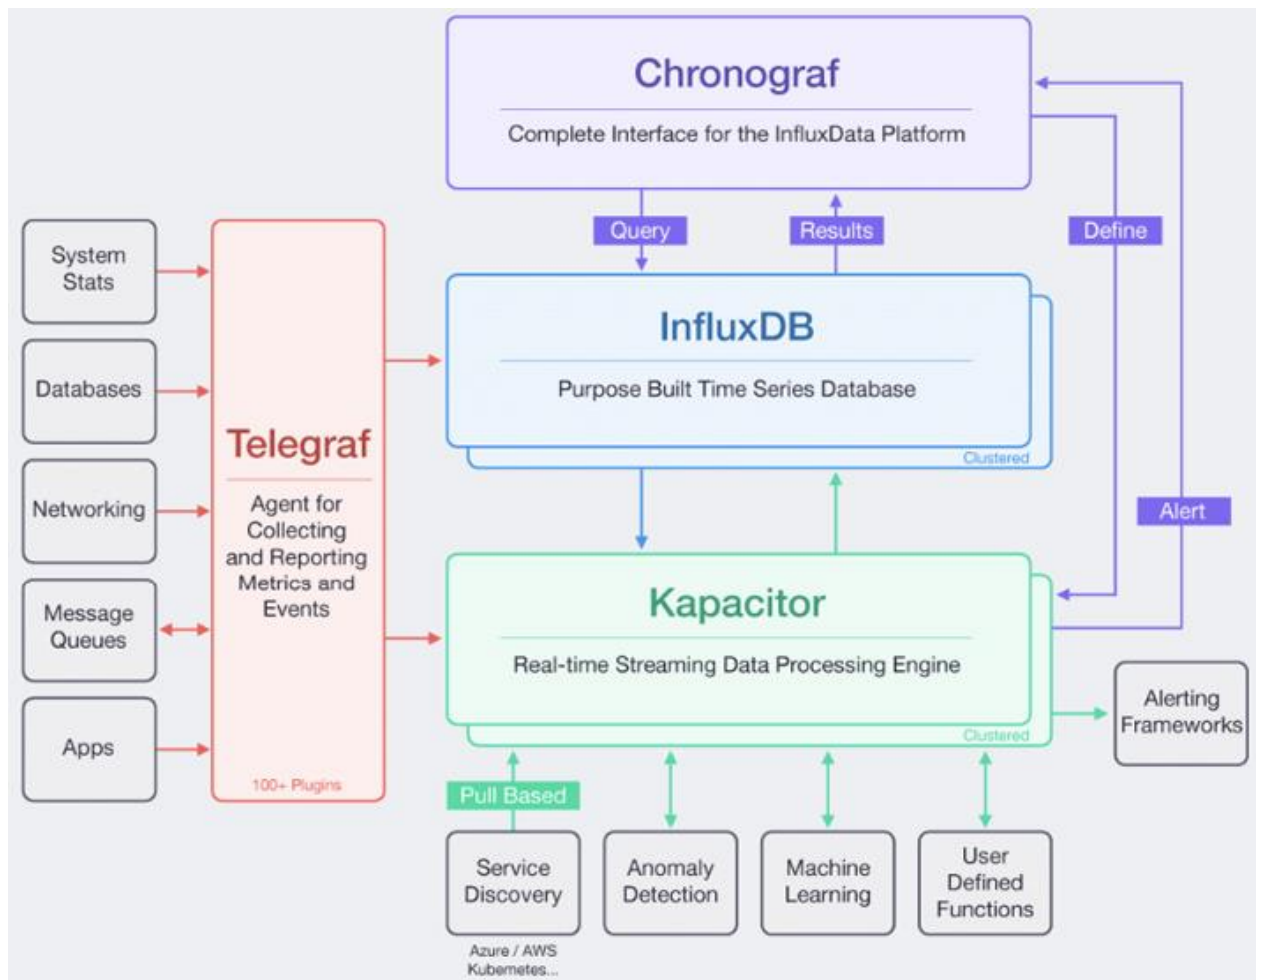 Chronograf
Complete Interface for the InfluxData Platform
Query
Results
Define
System
Stats
Databases
Networking
Message
Queues
Apps
Telegraf
Agent for
Collecting
and Reporting
Metrics and
Events
100+ Plugins
InfluxDB
Purpose Built Time Series Database
Clustered
Alert
Kapacitor
Real-time Streaming Data Processing Engine
Clustered
Alerting
Frameworks
Pull Based
Service
Discovery
Azure / AWS
Kubernetes...
Anomaly
Detection
Machine
Learning
User
Defined
Functions